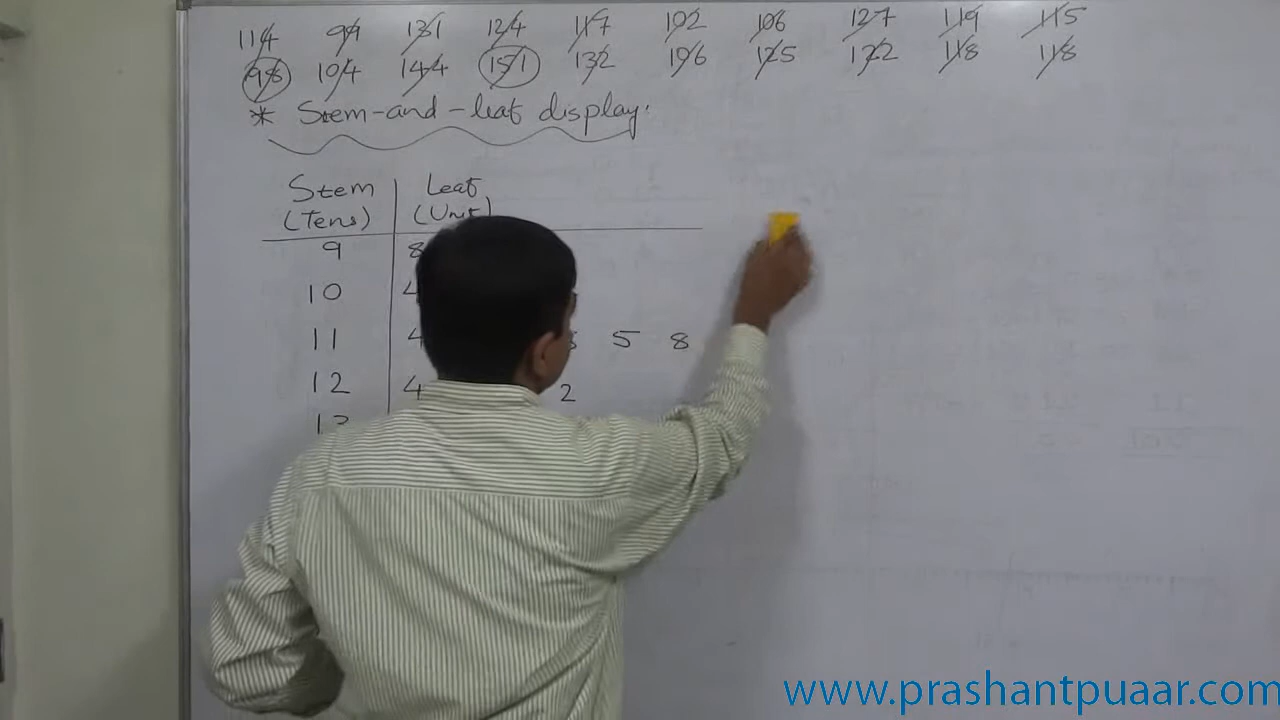 114 99 131 124 117 102 106 127 119 115
98 104 144 151 132 106 125 122 118 118
* Stem-and-leaf display.
Stem Leaf
(Tens) (Unit)
9 8
10 4
11 4 5 8
12 4 2
13
www.prashantpuaar.com